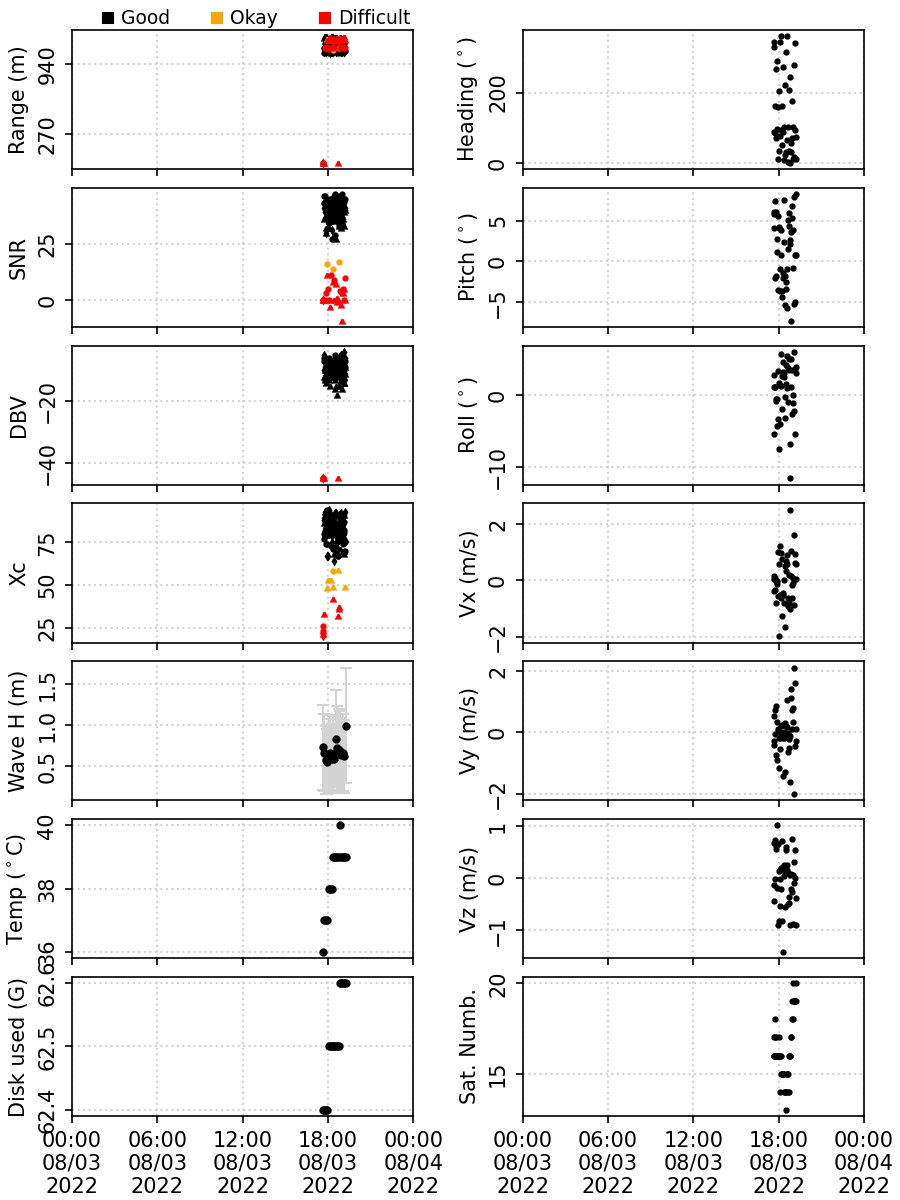 Good Okay Difficult
Range (m) 940 270
Heading (°) 200 0
SNR 25 0
Pitch (°) 5 0 −5
DBV −20 −40
Roll (°) 0 −10
Xc 75 50 25
Vx (m/s) 2 0 −2
Wave H (m) 1.5 1.0 0.5
Vy (m/s) 2 0 −2
Temp (°C) 40 38 36
Vz (m/s) 1 0 −1
Disk used (G) 62.5 62.4
Sat. Numb. 20 15
00:00 06:00 12:00 18:00 00:00
08/03 08/03 08/03 08/03 08/04
2022 2022 2022 2022 2022
00:00 06:00 12:00 18:00 00:00
08/03 08/03 08/03 08/03 08/04
2022 2022 2022 2022 2022